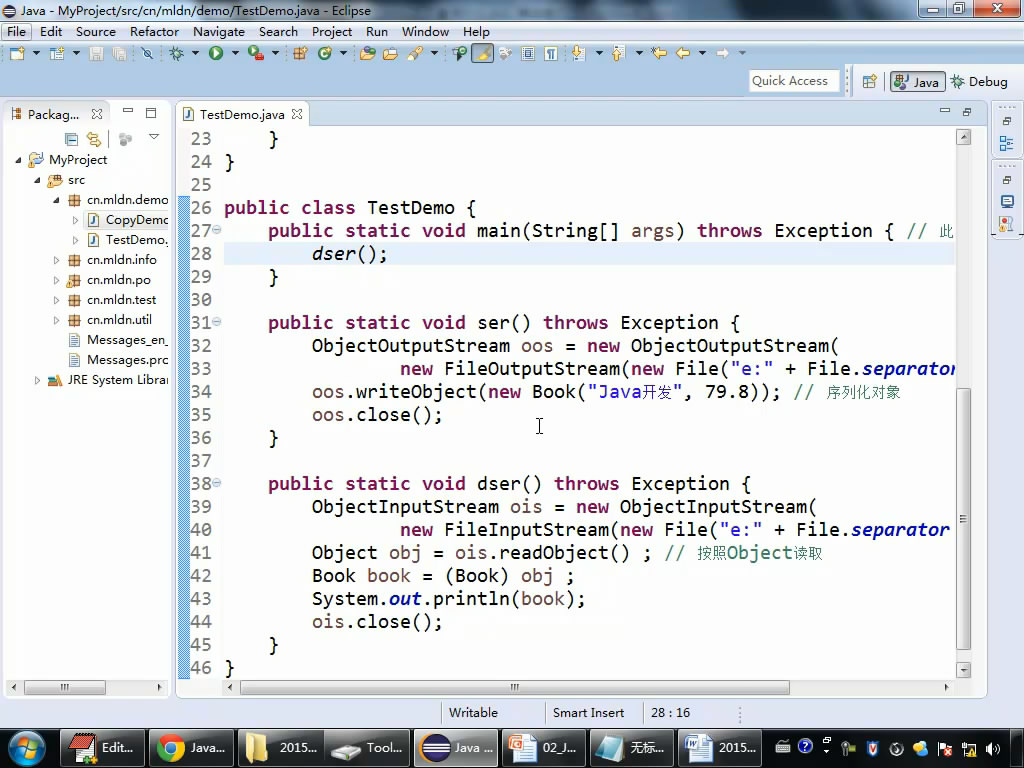 Java - MyProject/src/cn/mldn/demo/TestDemo.java - Eclipse
File Edit Source Refactor Navigate Search Project Run Window Help
Quick Access
Java
Debug
Packag...
TestDemo.java
MyProject
src
cn.mldn.demo
CopyDemo
TestDemo.
cn.mldn.info
cn.mldn.po
cn.mldn.test
cn.mldn.util
Messages_en_
Messages.pro
JRE System Libra
23 }
24 }
25
26 public class TestDemo {
27 public static void main(String[] args) throws Exception { // 此
28 dser();
29 }
30
31 public static void ser() throws Exception {
32 ObjectOutputStream oos = new ObjectOutputStream(
33 new FileOutputStream(new File("e:" + File.separator
34 oos.writeObject(new Book("Java开发", 79.8)); // 序列化对象
35 oos.close();
36 }
37
38 public static void dser() throws Exception {
39 ObjectInputStream ois = new ObjectInputStream(
40 new FileInputStream(new File("e:" + File.separator
41 Object obj = ois.readObject() ; // 按照Object读取
42 Book book = (Book) obj ;
43 System.out.println(book);
44 ois.close();
45 }
46 }
Writable Smart Insert 28 : 16
Edit... Java... 2015... Tool... Java ... 02_J... 无标... 2015...